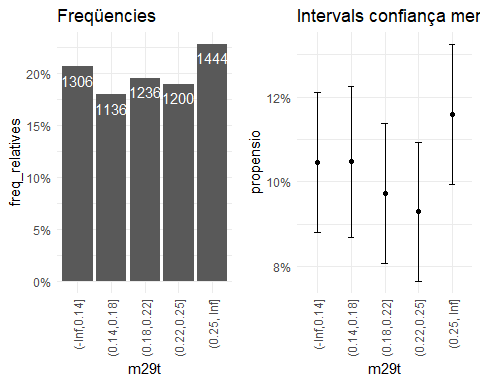 Freqüencies
freq_relatives
20%
15%
10%
5%
0%
1306
1136
1236
1200
1444
(-Inf,0.14]
(0.14,0.18]
(0.18,0.22]
(0.22,0.25]
(0.25, Inf]
m29t
Intervals confiança mer
propensio
12%
10%
8%
(-Inf,0.14]
(0.14,0.18]
(0.18,0.22]
(0.22,0.25]
(0.25, Inf]
m29t